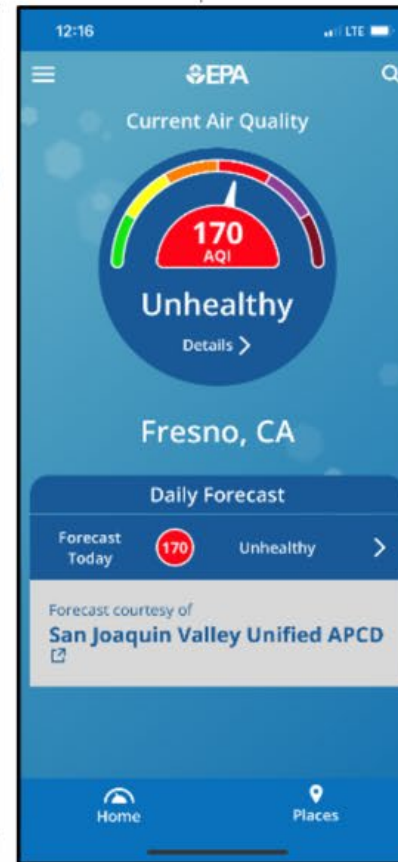 12:16
LTE
EPA
Current Air Quality
170
AQI
Unhealthy
Details
Fresno, CA
Daily Forecast
Forecast Today
170
Unhealthy
Forecast courtesy of
San Joaquin Valley Unified APCD
Home
Places